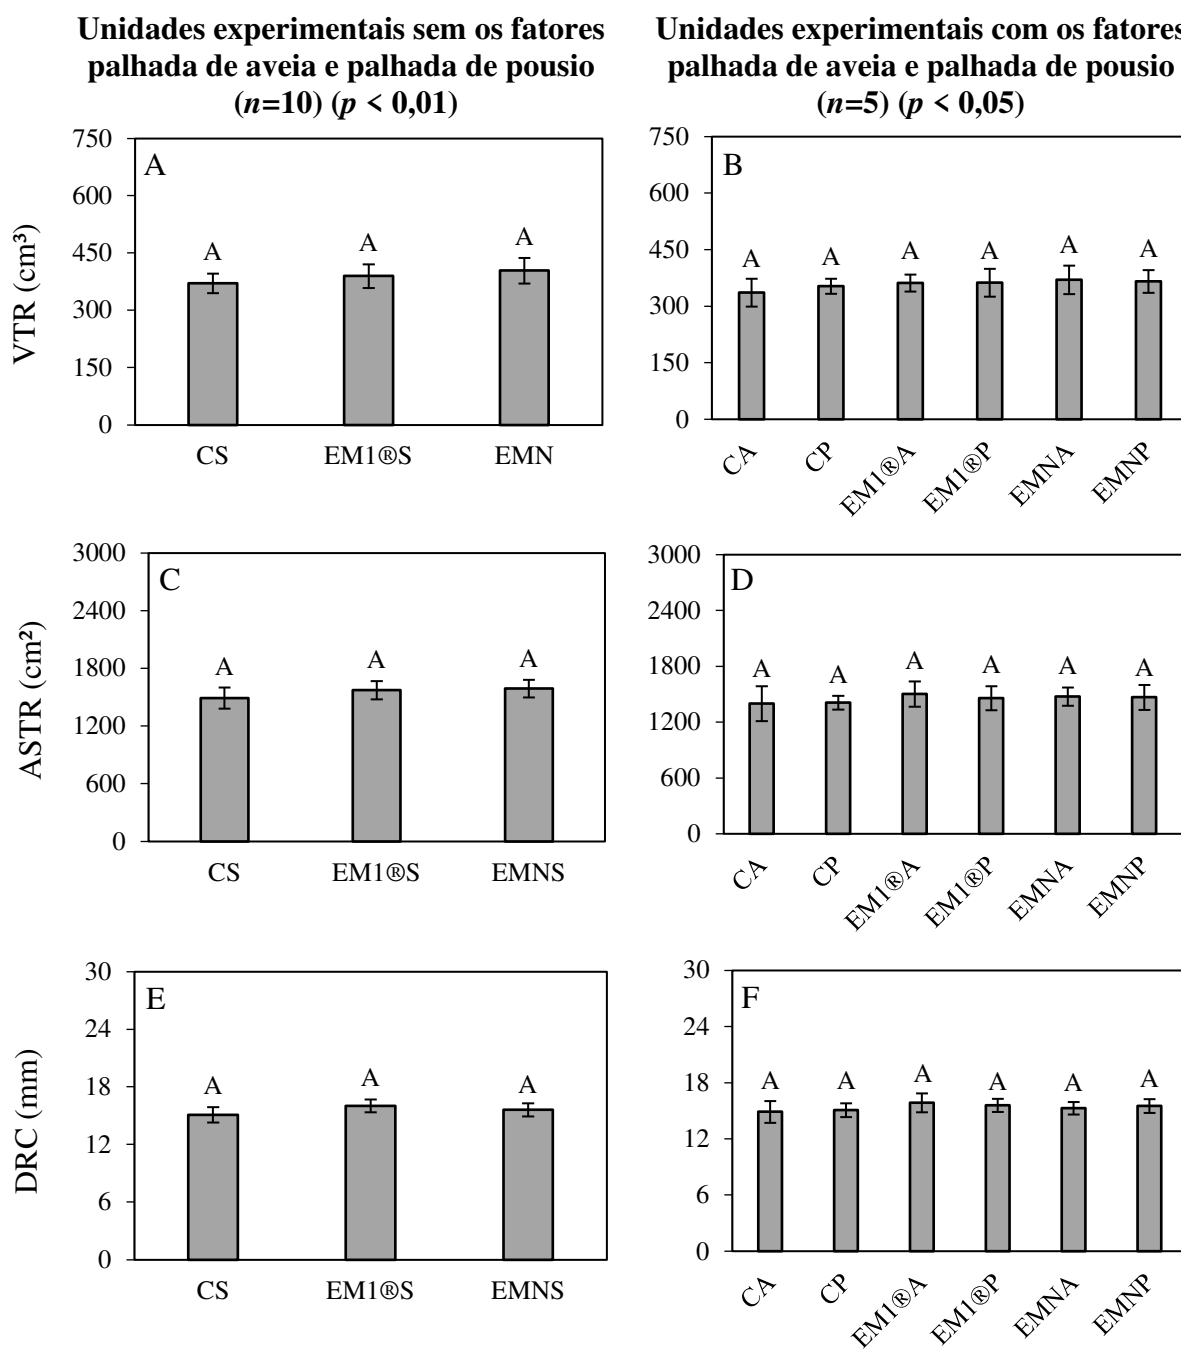 Unidades experimentais sem os fatores
palhada de aveia e palhada de pousio
(n=10) (p < 0,01)
Unidades experimentais com os fatores
palhada de aveia e palhada de pousio
(n=5) (p < 0,05)
VTR (cm³)
750
600
450
300
150
0
A
A
A
A
CS
EM1®S
EMN
750
600
450
300
150
0
B
A
A
A
A
A
A
CA
CP
EM1®A
EM1®P
EMNA
EMNP
ASTR (cm²)
3000
2400
1800
1200
600
0
C
A
A
A
CS
EM1®S
EMNS
3000
2400
1800
1200
600
0
D
A
A
A
A
A
A
CA
CP
EM1®A
EM1®P
EMNA
EMNP
DRC (mm)
30
24
18
12
6
0
E
A
A
A
CS
EM1®S
EMNS
30
24
18
12
6
0
F
A
A
A
A
A
A
CA
CP
EM1®A
EM1®P
EMNA
EMNP